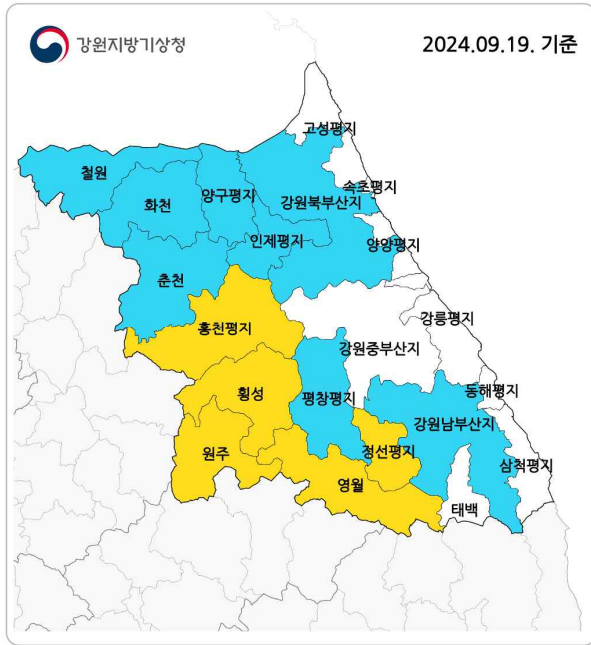 강원지방기상청
2024.09.19. 기준
고성평지
철원
양구평지
속초평지
화천
강원북부산지
인제평지
양양평지
춘천
홍천평지
강릉평지
강원중부산지
횡성
평창평지
동해평지
강원남부산지
원주
정선평지
삼척평지
영월
태백